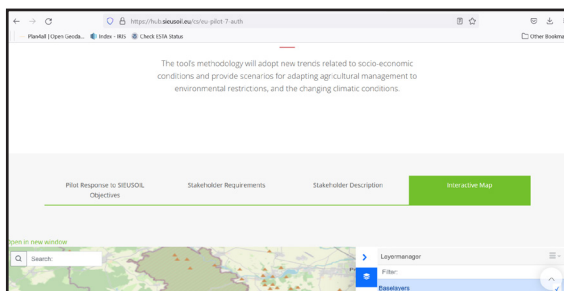 https://hub.sieusoil.eu/cs/eu-pilot-7-auth
Plan4all | Open Geoda... Index - IRIS Check ESTA Status Other Bookma
The tool's methodology will adopt new trends related to socio-economic
conditions and provide scenarios for adapting agricultural management to
environmental restrictions, and the changing climatic conditions.
Pilot Response to SIEUSOIL Stakeholder Requirements Stakeholder Description Interactive Map
Objectives
Open in new window
Search: Layermanager
Filter:
Baselayers